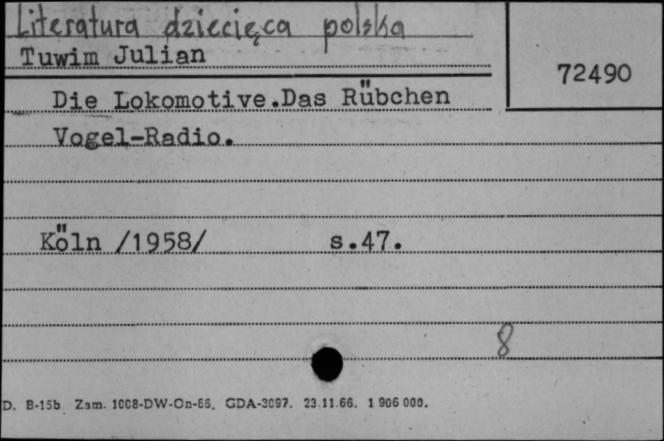 Literatura dziecięca polska
Tuwim Julian
72490
Die Lokomotive.Das Rübchen
Vogel-Radio.
Köln /1958/ s.47.
8
D. B-15b Zam. 1008-DW-On-66. GDA-3097. 23.11.66. 1 906 000.